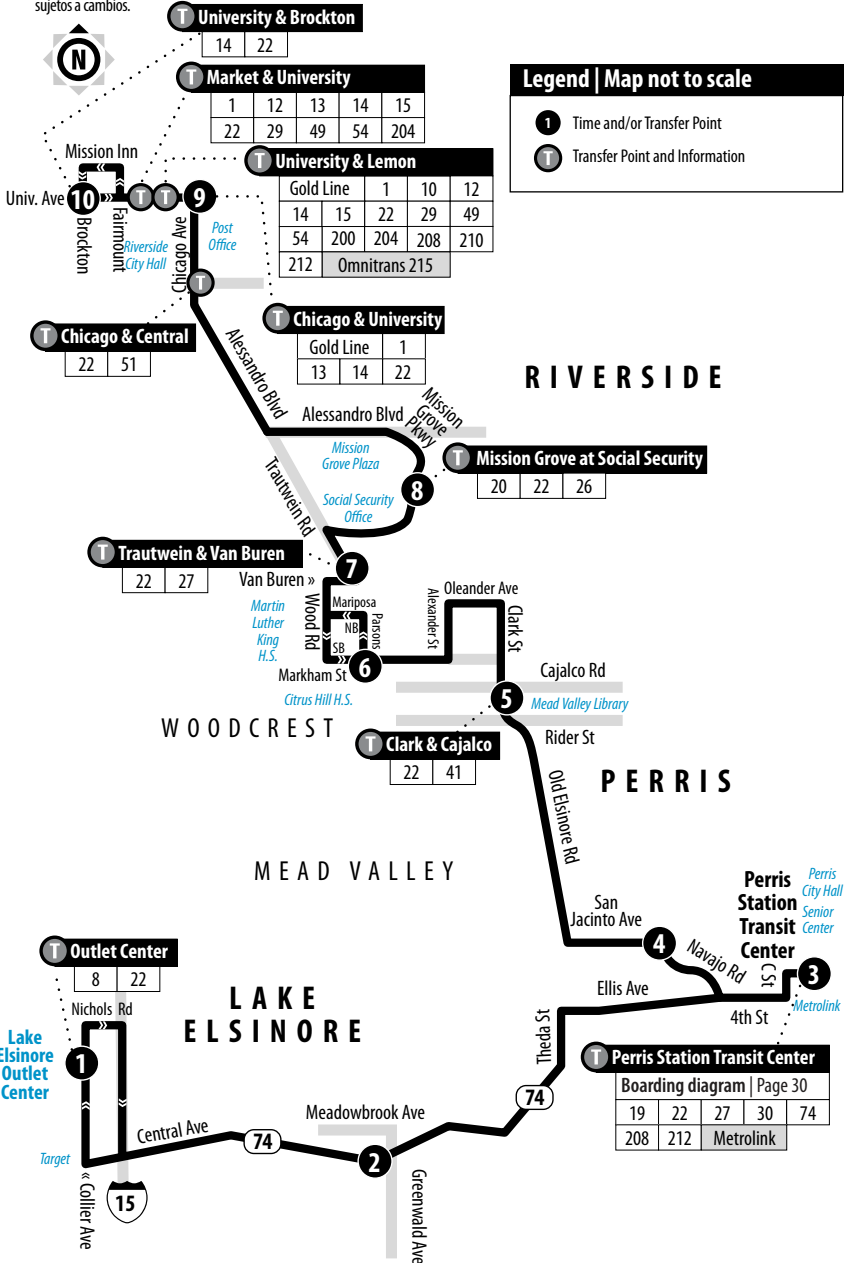 sujetos a cambios.
N
T University & Brockton
14 22
T Market & University
1 12 13 14 15
22 29 49 54 204
Legend | Map not to scale
1 Time and/or Transfer Point
T Transfer Point and Information
Mission Inn
T University & Lemon
Gold Line 1 10 12
14 15 22 29 49
54 200 204 208 210
212 Omnitrans 215
Univ. Ave
10
T T
9
Brockton
Fairmount
Riverside
City Hall
Chicago Ave
Post
Office
T
T Chicago & Central
22 51
T Chicago & University
Gold Line 1
13 14 22
RIVERSIDE
Alessandro Blvd
Alessandro Blvd
Mission
Grove
Pkwy
Mission
Grove Plaza
T Mission Grove at Social Security
20 22 26
8
Trautwein Rd
Social Security
Office
T Trautwein & Van Buren
22 27
7
Van Buren »
Wood Rd
Mariposa
NB
Parsons
SB
Martin
Luther
King
H.S.
Markham St
6
Alexander St
Oleander Ave
Clark St
Citrus Hill H.S.
Cajalco Rd
5
Mead Valley Library
Rider St
WOODCREST
T Clark & Cajalco
22 41
PERRIS
Old Elsinore Rd
MEAD VALLEY
San
Jacinto Ave
4
Navajo Rd
Perris
Station
Transit
Center
Perris
City Hall
Senior
Center
C St
3
Metrolink
Ellis Ave
4th St
Theda St
T Perris Station Transit Center
Boarding diagram | Page 30
19 22 27 30 74
208 212 Metrolink
T Outlet Center
8 22
Nichols Rd
LAKE
ELSINORE
Lake
Elsinore
Outlet
Center
1
Central Ave
74
Meadowbrook Ave
74
2
Target
« Collier Ave
15
Greenwald Ave